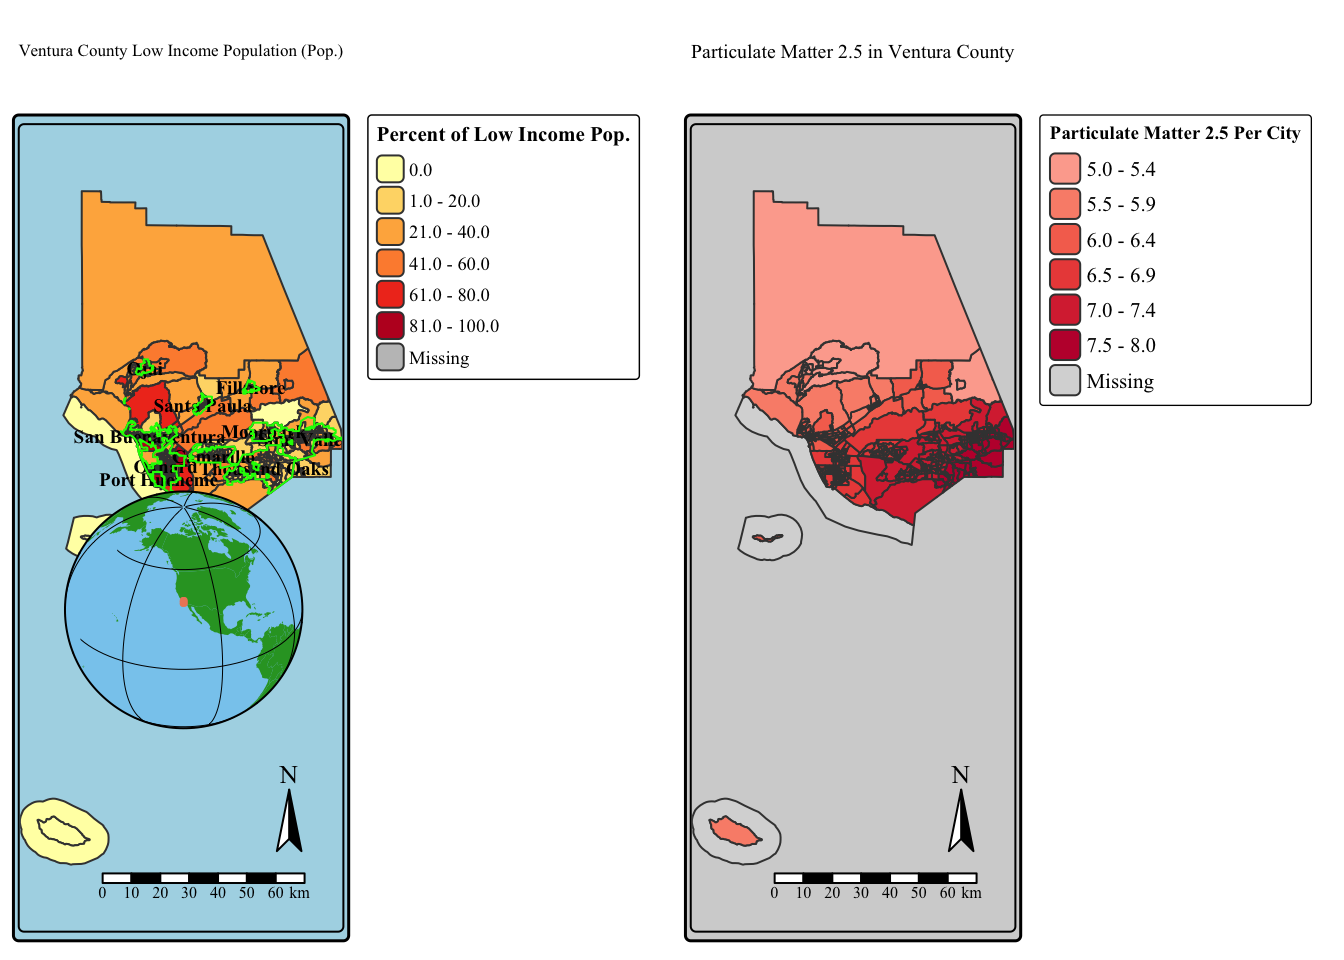 Ventura County Low Income Population (Pop.)
Percent of Low Income Pop.
0.0
1.0 - 20.0
21.0 - 40.0
41.0 - 60.0
61.0 - 80.0
81.0 - 100.0
Missing
Ojai
Fillmore
Santa Paula
San Buenaventura
Port Hueneme
Thousand Oaks
N
0 10 20 30 40 50 60 km
Particulate Matter 2.5 in Ventura County
Particulate Matter 2.5 Per City
5.0 - 5.4
5.5 - 5.9
6.0 - 6.4
6.5 - 6.9
7.0 - 7.4
7.5 - 8.0
Missing
N
0 10 20 30 40 50 60 km